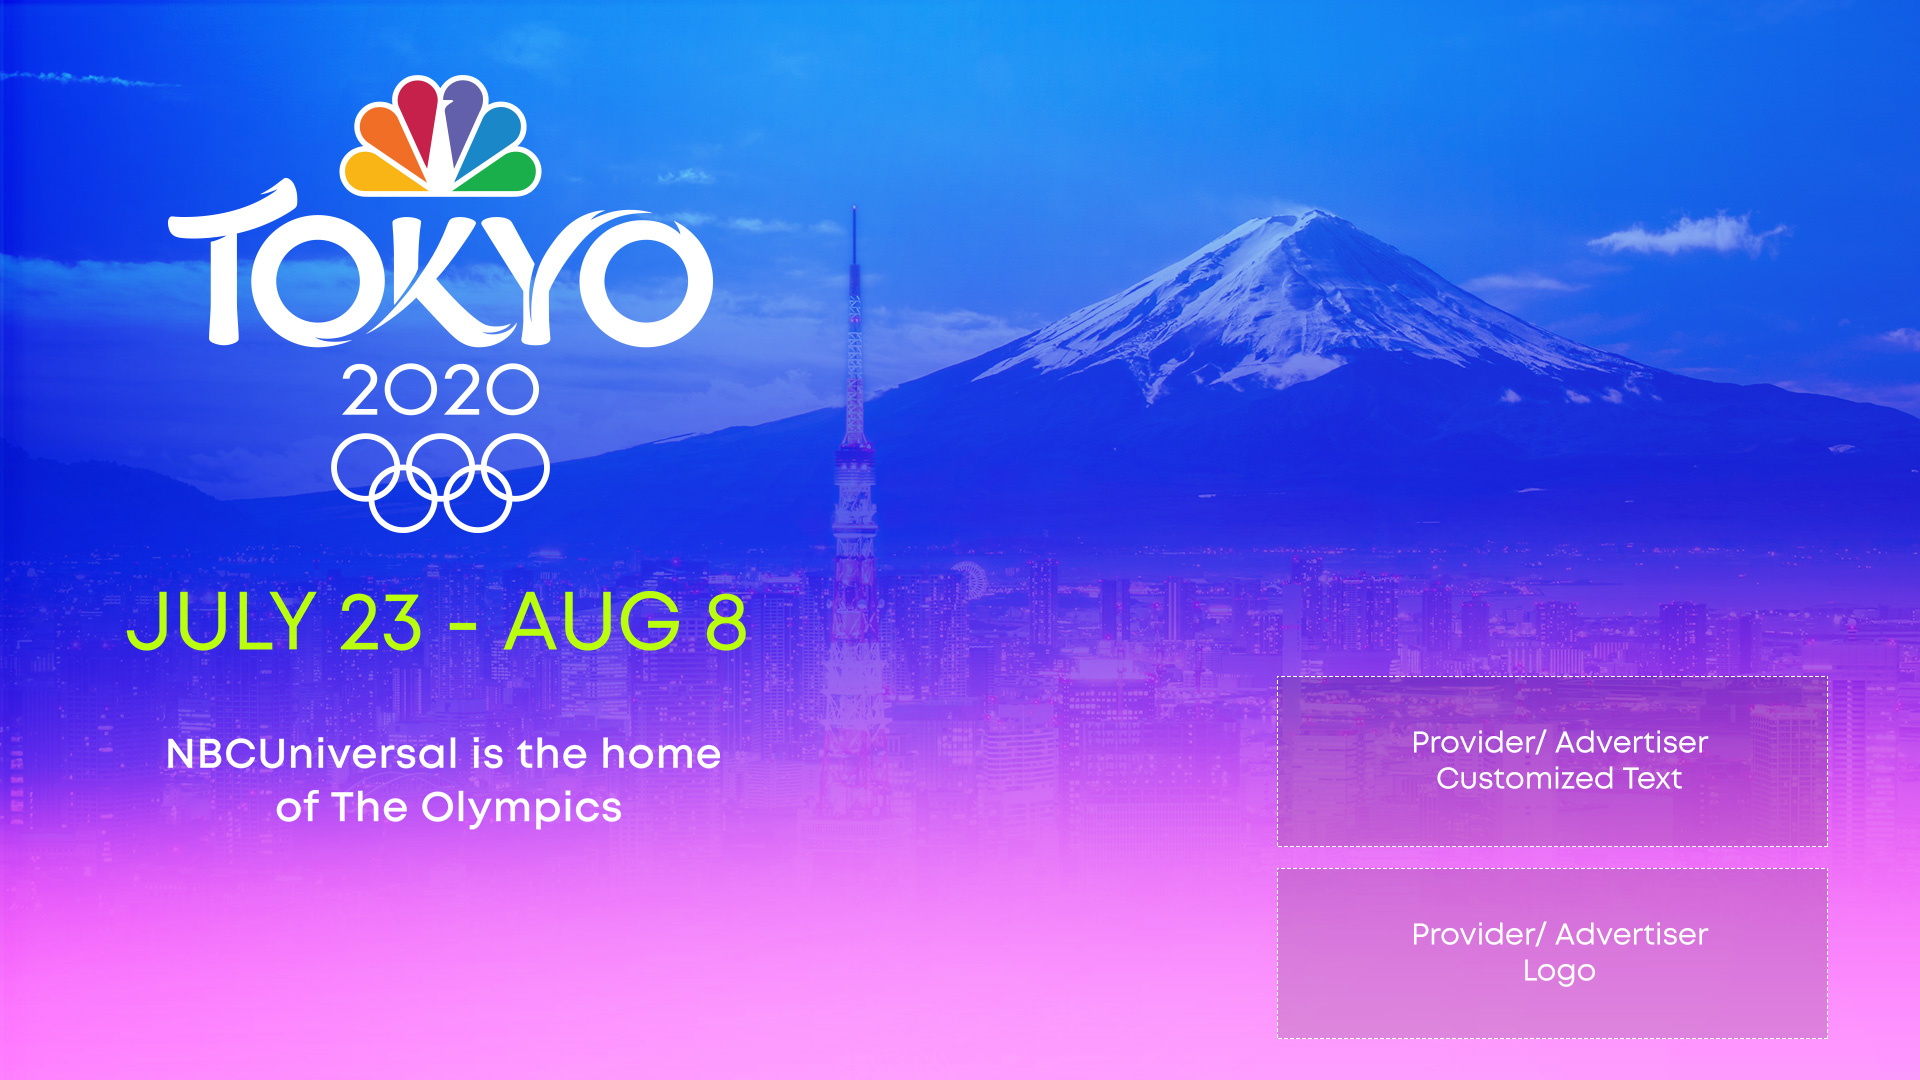 TOKYO
2020
JULY 23 - AUG 8
NBCUniversal is the home
of The Olympics
Provider/ Advertiser
Customized Text
Provider/ Advertiser
Logo